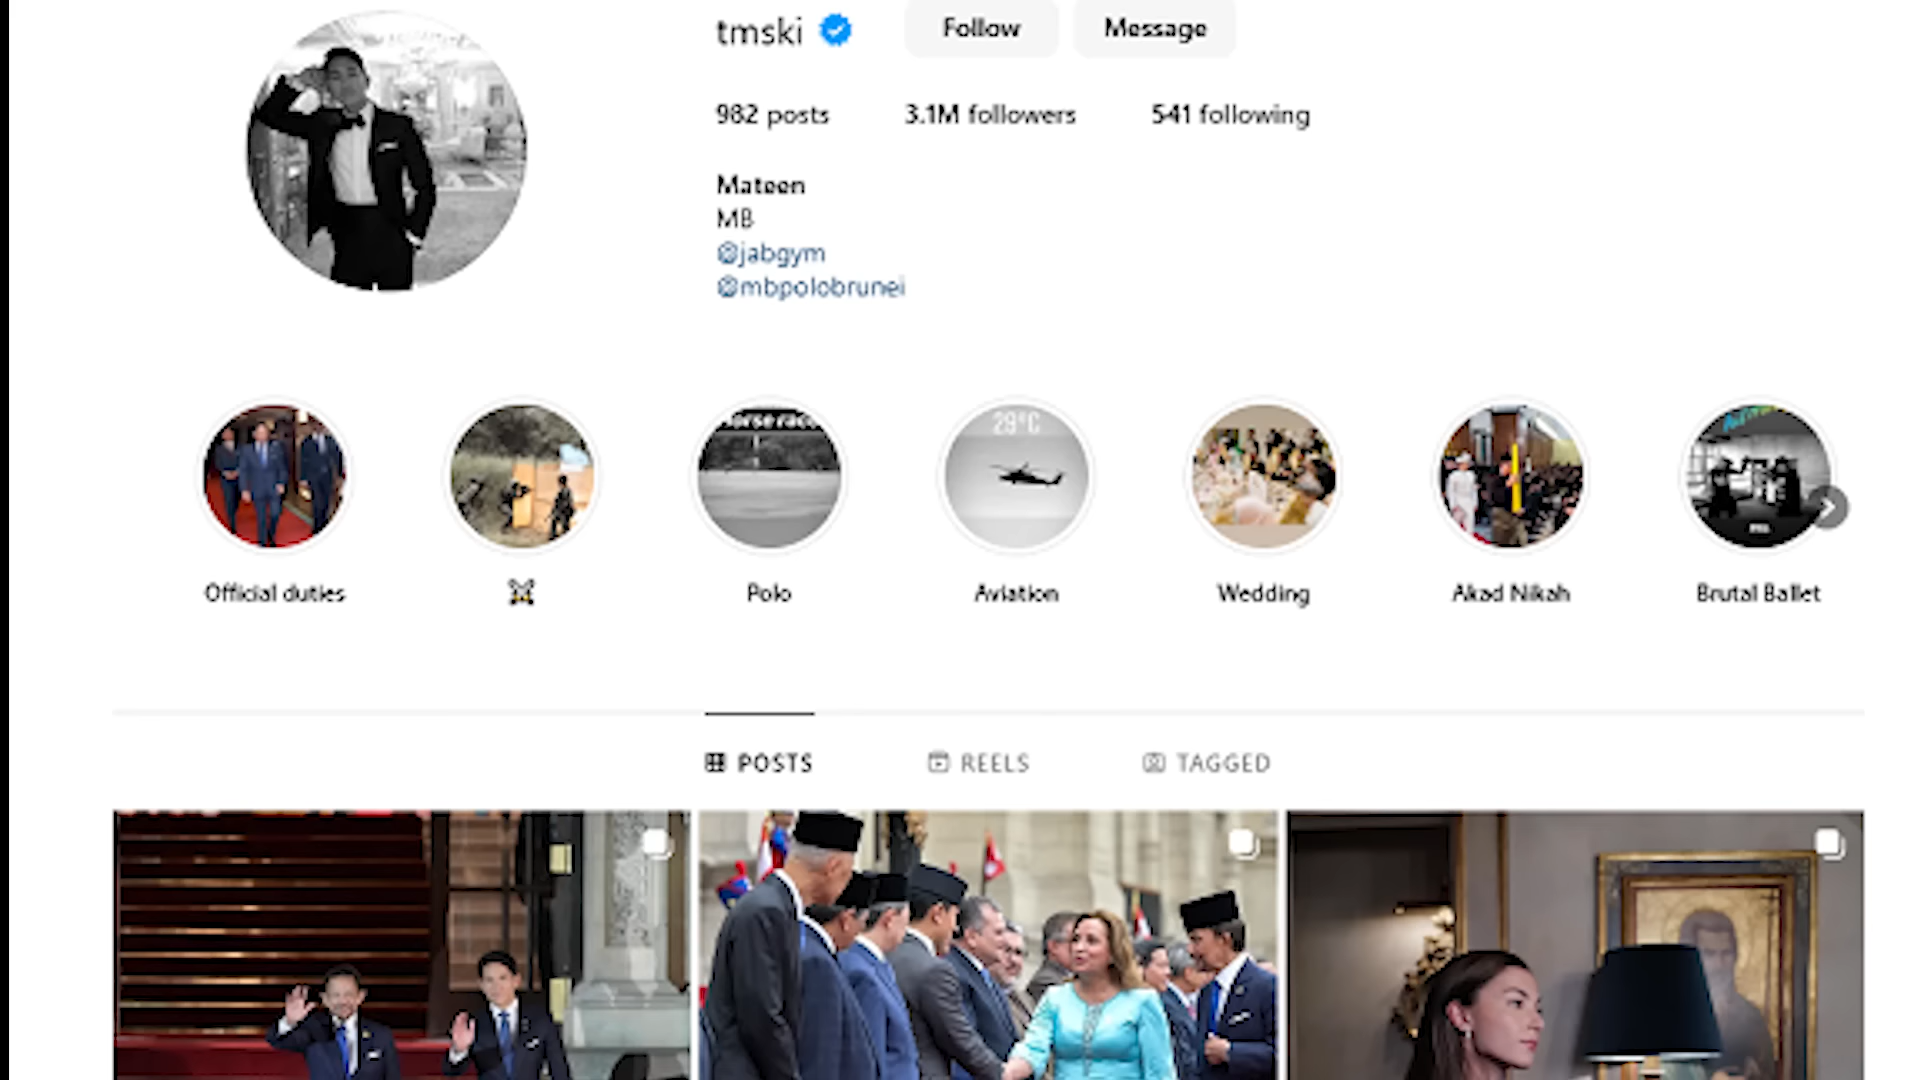 tmski
Follow
Message
982 posts
3.1M followers
541 following
Mateen
MB
@jabgym
@mbpolobrunei
29°C
Official duties
Polo
Aviation
Wedding
Akad Nikah
Brutal Ballet
POSTS
REELS
TAGGED